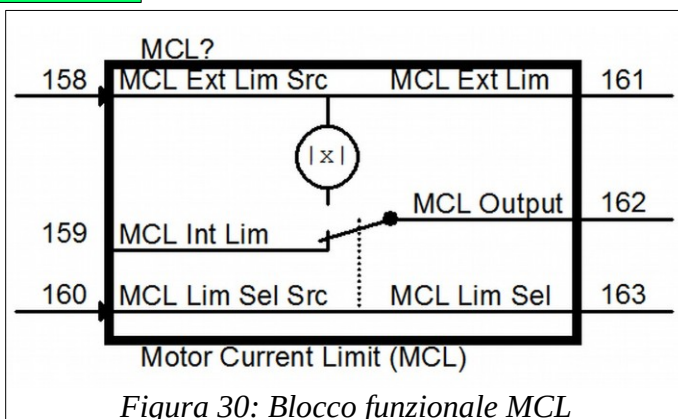 MCL?
158 MCL Ext Lim Src MCL Ext Lim 161
|x|
MCL Output 162
159 MCL Int Lim
160 MCL Lim Sel Src MCL Lim Sel 163
Motor Current Limit (MCL)
Figura 30: Blocco funzionale MCL